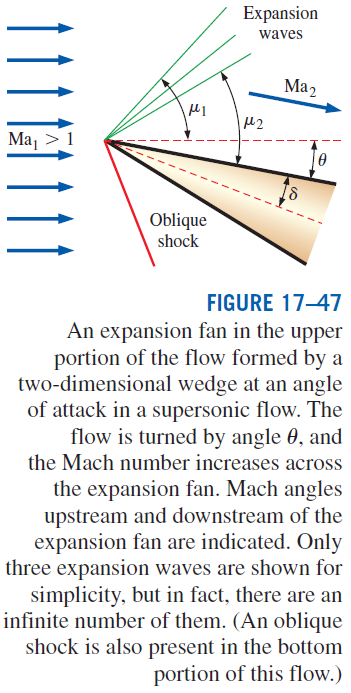 Expansion
waves
Ma2
μ1
μ2
Ma1 > 1
θ
δ
Oblique
shock
FIGURE 17–47
An expansion fan in the upper
portion of the flow formed by a
two-dimensional wedge at an angle
of attack in a supersonic flow. The
flow is turned by angle θ, and
the Mach number increases across
the expansion fan. Mach angles
upstream and downstream of the
expansion fan are indicated. Only
three expansion waves are shown for
simplicity, but in fact, there are an
infinite number of them. (An oblique
shock is also present in the bottom
portion of this flow.)